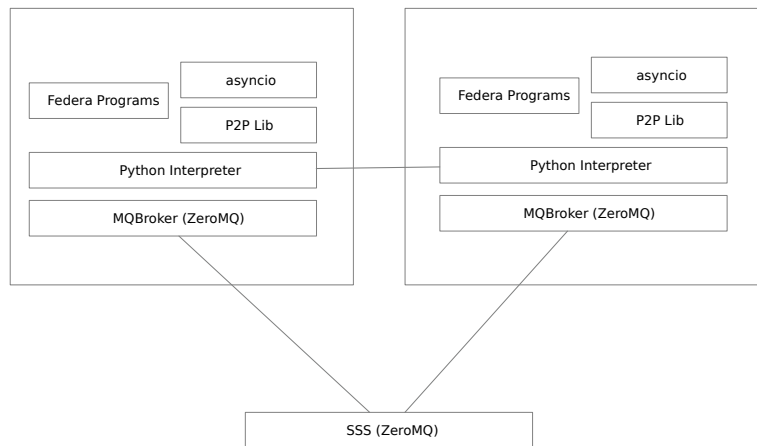 asyncio
Federa Programs
P2P Lib
Python Interpreter
MQBroker (ZeroMQ)
asyncio
Federa Programs
P2P Lib
Python Interpreter
MQBroker (ZeroMQ)
SSS (ZeroMQ)